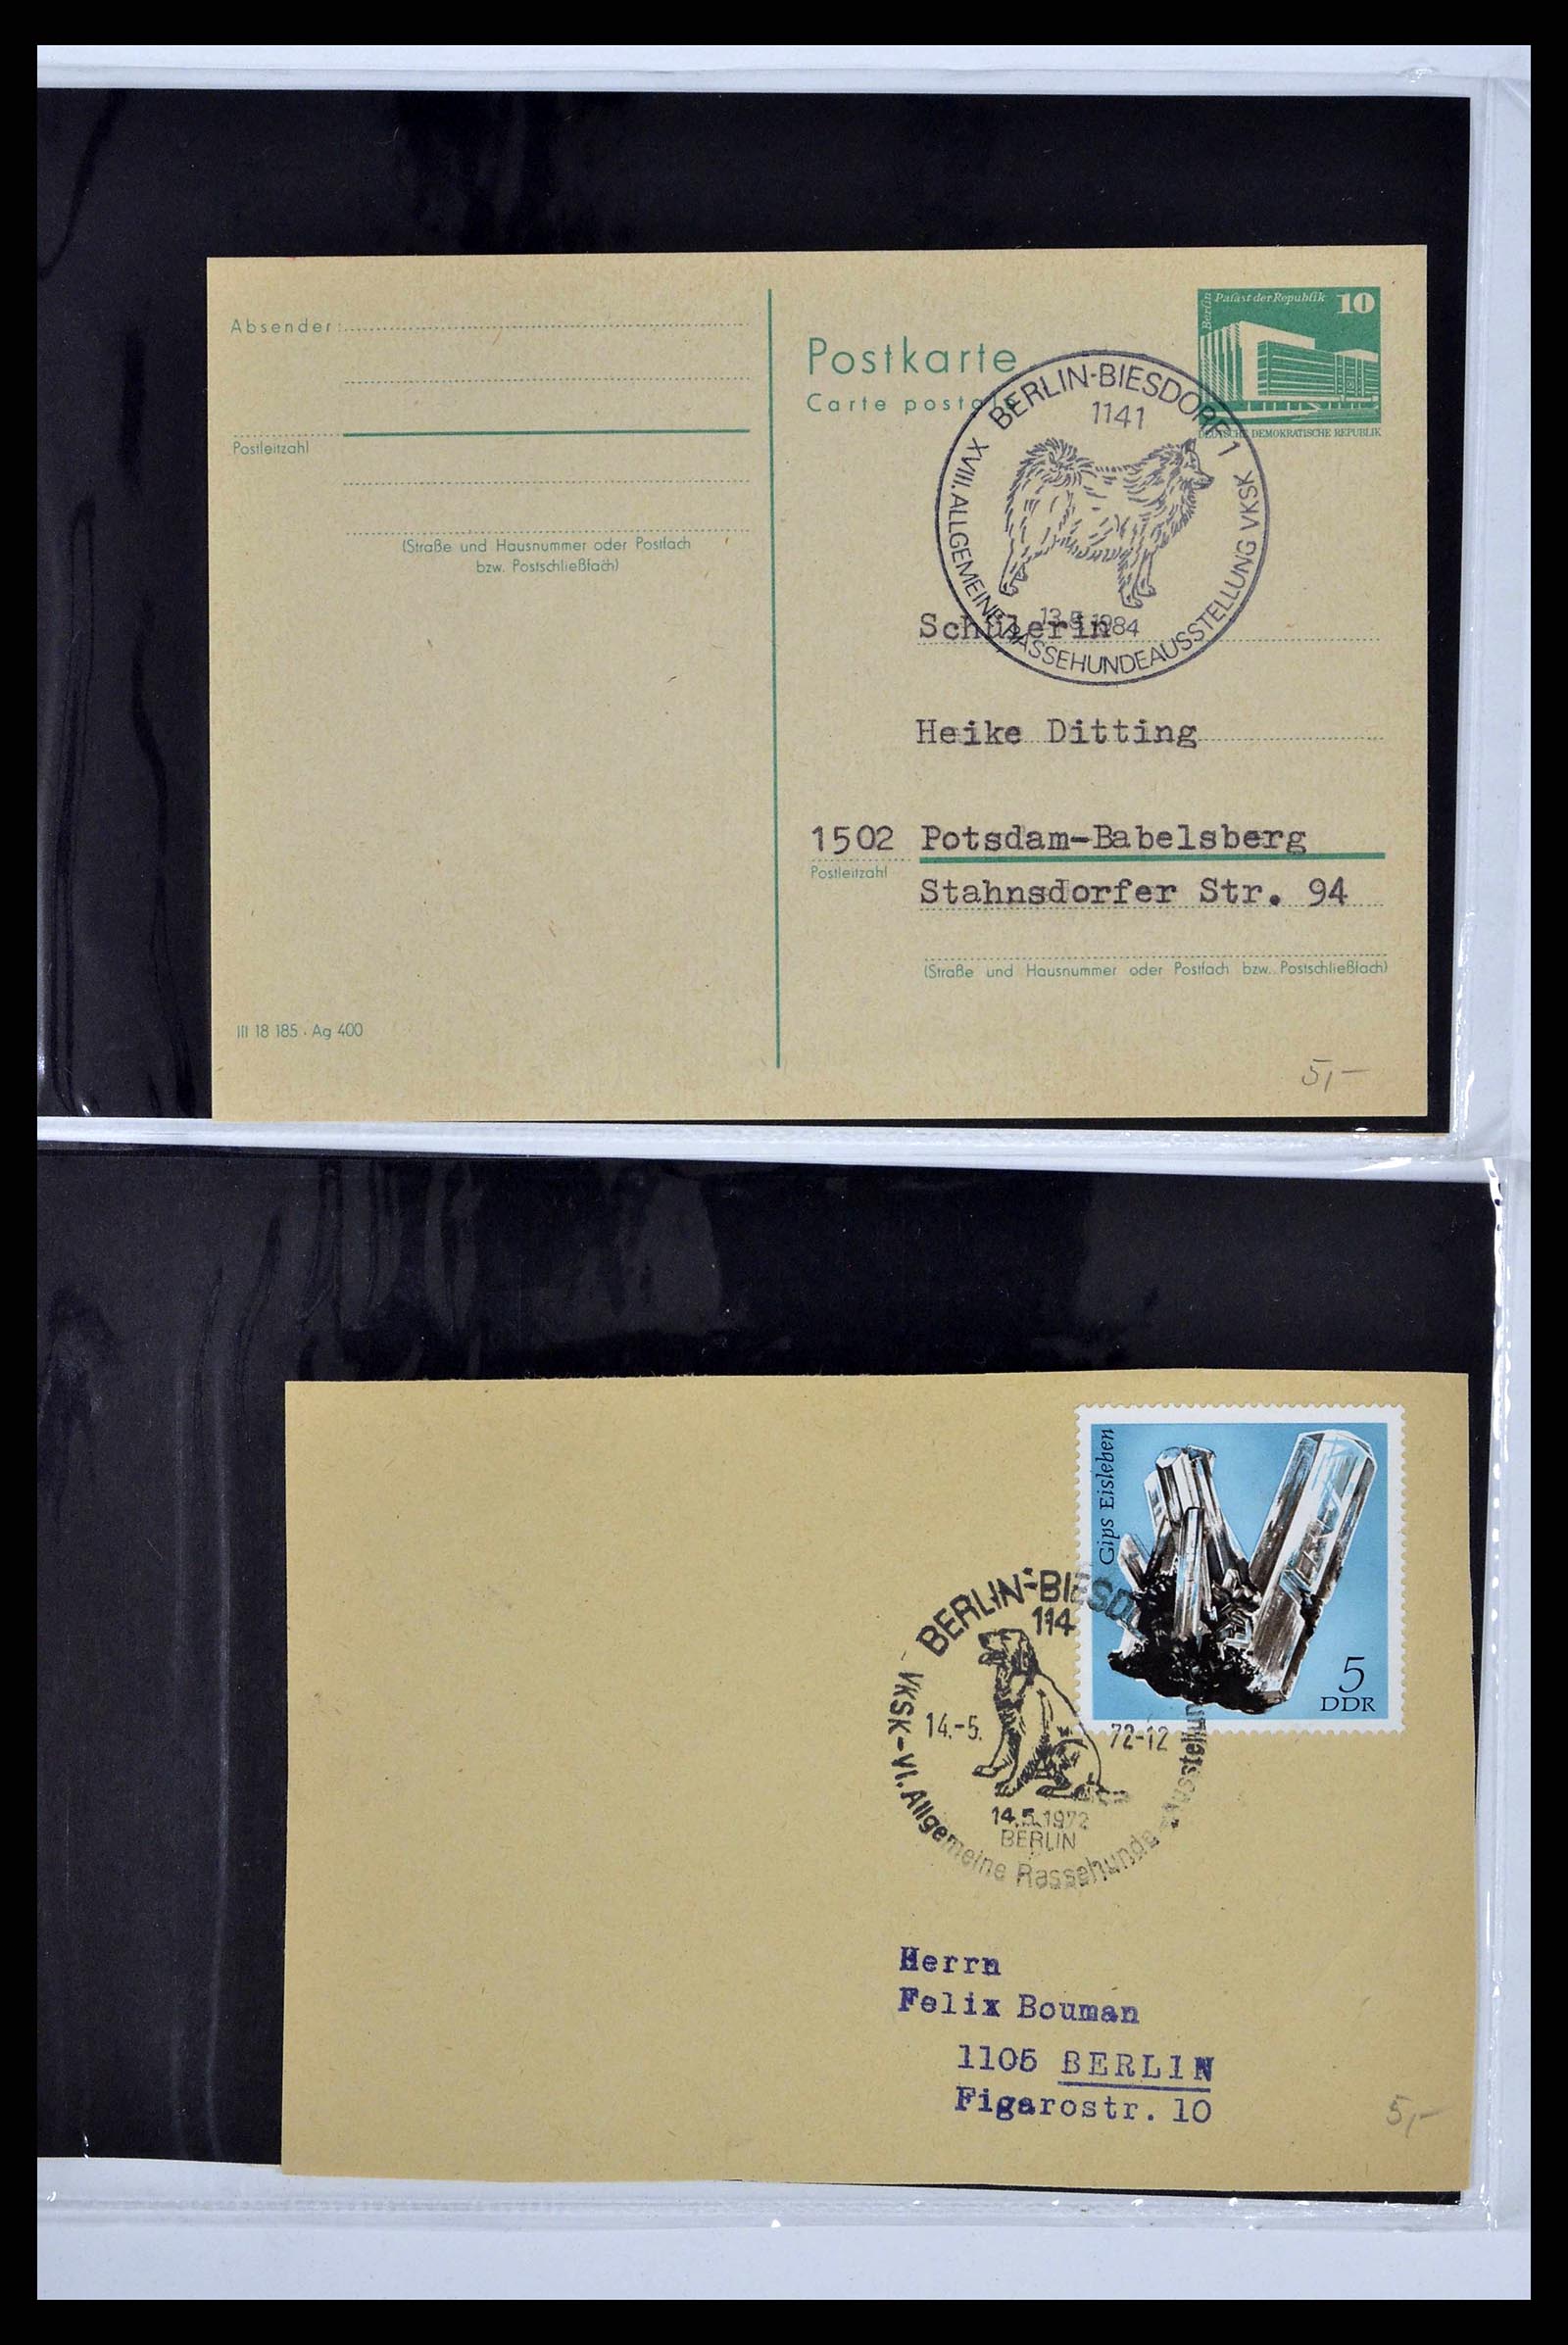 Absender:
Postleitzahl
(Straße und Hausnummer oder Postfach
bzw. Postschließfach)
III 18 185 · Ag 400
Postkarte
Carte postale
Berlin
Palast der Republik 10
DEUTSCHE DEMOKRATISCHE REPUBLIK
BERLIN-BIESDORF 1
1141
XVIII. ALLGEMEINE RASSEHUNDEAUSSTELLUNG VKSK
13.5.1984
Schülerin
Heike Ditting
1502 Potsdam-Babelsberg
Postleitzahl
Stahnsdorfer Str. 94
(Straße und Hausnummer oder Postfach bzw. Postschließfach)
5,-
Gips Eisleben
5
DDR
BERLIN-BIESDO
114
14.-5. 72-12
14.5.1972
BERLIN
VKSK-VI. Allgemeine Rassehunde-Ausstellun
Herrn
Felix Bouman
1105 BERLIN
Figarostr. 10
5,-